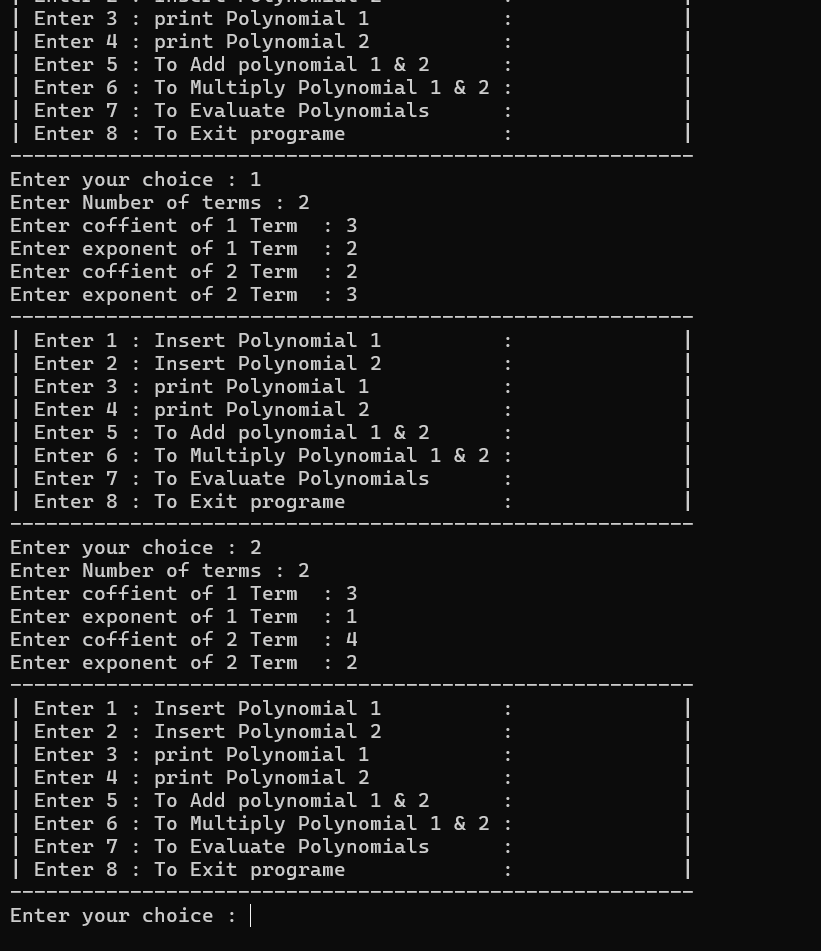 | Enter 2 : Insert Polynomial 2          :              |
| Enter 3 : print Polynomial 1           :              |
| Enter 4 : print Polynomial 2           :              |
| Enter 5 : To Add polynomial 1 & 2      :              |
| Enter 6 : To Multiply Polynomial 1 & 2 :              |
| Enter 7 : To Evaluate Polynomials      :              |
| Enter 8 : To Exit programe             :              |
---------------------------------------------------------
Enter your choice : 1
Enter Number of terms : 2
Enter coffient of 1 Term  : 3
Enter exponent of 1 Term  : 2
Enter coffient of 2 Term  : 2
Enter exponent of 2 Term  : 3
---------------------------------------------------------
| Enter 1 : Insert Polynomial 1          :              |
| Enter 2 : Insert Polynomial 2          :              |
| Enter 3 : print Polynomial 1           :              |
| Enter 4 : print Polynomial 2           :              |
| Enter 5 : To Add polynomial 1 & 2      :              |
| Enter 6 : To Multiply Polynomial 1 & 2 :              |
| Enter 7 : To Evaluate Polynomials      :              |
| Enter 8 : To Exit programe             :              |
---------------------------------------------------------
Enter your choice : 2
Enter Number of terms : 2
Enter coffient of 1 Term  : 3
Enter exponent of 1 Term  : 1
Enter coffient of 2 Term  : 4
Enter exponent of 2 Term  : 2
---------------------------------------------------------
| Enter 1 : Insert Polynomial 1          :              |
| Enter 2 : Insert Polynomial 2          :              |
| Enter 3 : print Polynomial 1           :              |
| Enter 4 : print Polynomial 2           :              |
| Enter 5 : To Add polynomial 1 & 2      :              |
| Enter 6 : To Multiply Polynomial 1 & 2 :              |
| Enter 7 : To Evaluate Polynomials      :              |
| Enter 8 : To Exit programe             :              |
---------------------------------------------------------
Enter your choice :